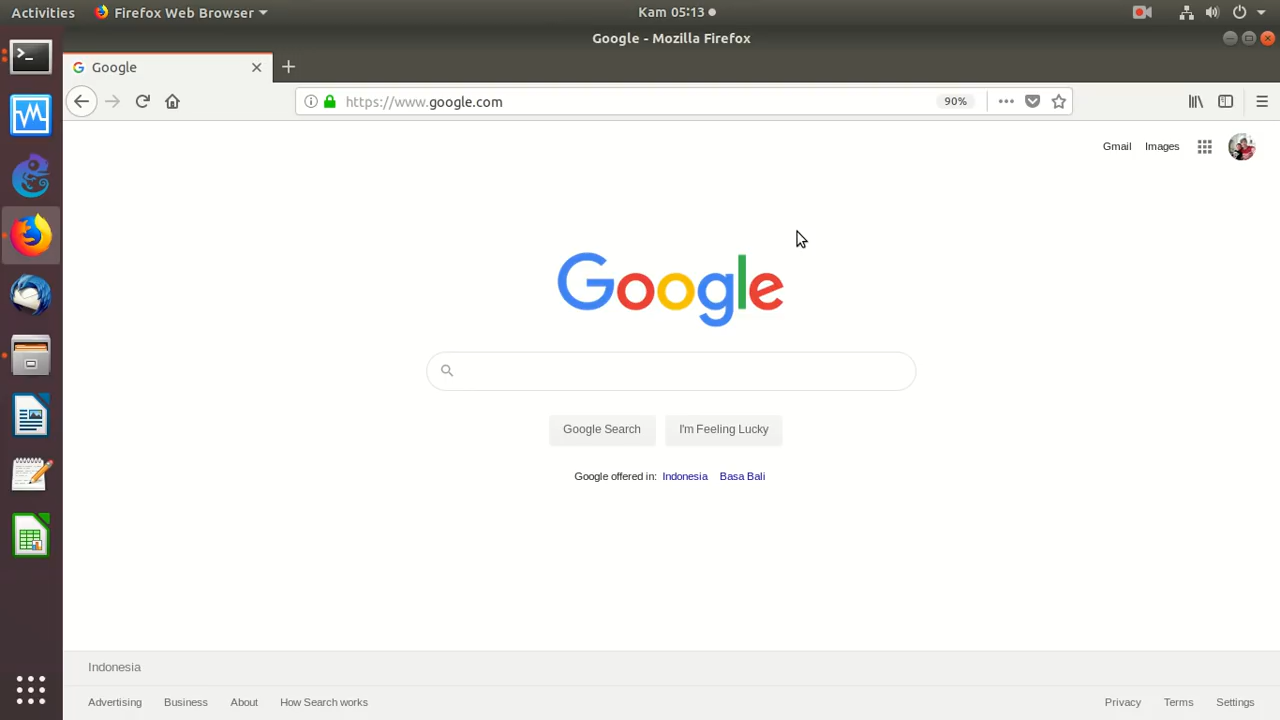 Activities Firefox Web Browser Kam 05:13
Google - Mozilla Firefox
Google
https://www.google.com 90%
Gmail Images
Google
Google Search I'm Feeling Lucky
Google offered in: Indonesia Basa Bali
Indonesia
Advertising Business About How Search works Privacy Terms Settings